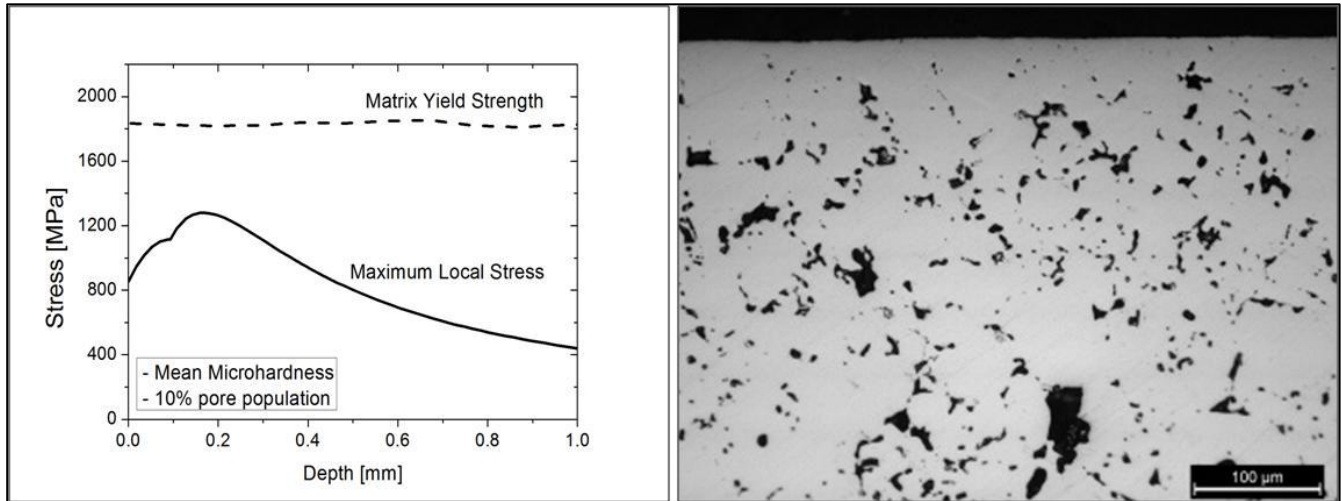 2000
1600
1200
800
400
0
Stress [MPa]
Matrix Yield Strength
Maximum Local Stress
- Mean Microhardness
- 10% pore population
0.0 0.2 0.4 0.6 0.8 1.0
Depth [mm]
100 µm